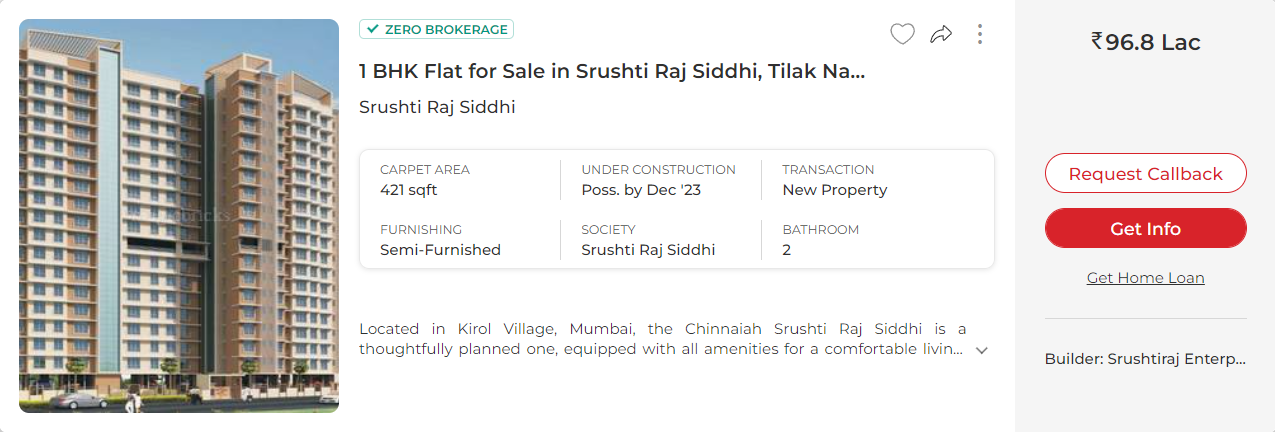 ZERO BROKERAGE
1 BHK Flat for Sale in Srushti Raj Siddhi, Tilak Na...
Srushti Raj Siddhi
CARPET AREA
421 sqft
UNDER CONSTRUCTION
Poss. by Dec '23
TRANSACTION
New Property
FURNISHING
Semi-Furnished
SOCIETY
Srushti Raj Siddhi
BATHROOM
2
Located in Kirol Village, Mumbai, the Chinnaiah Srushti Raj Siddhi is a
thoughtfully planned one, equipped with all amenities for a comfortable livin...
₹96.8 Lac
Request Callback
Get Info
Get Home Loan
Builder: Srushtiraj Enterp...